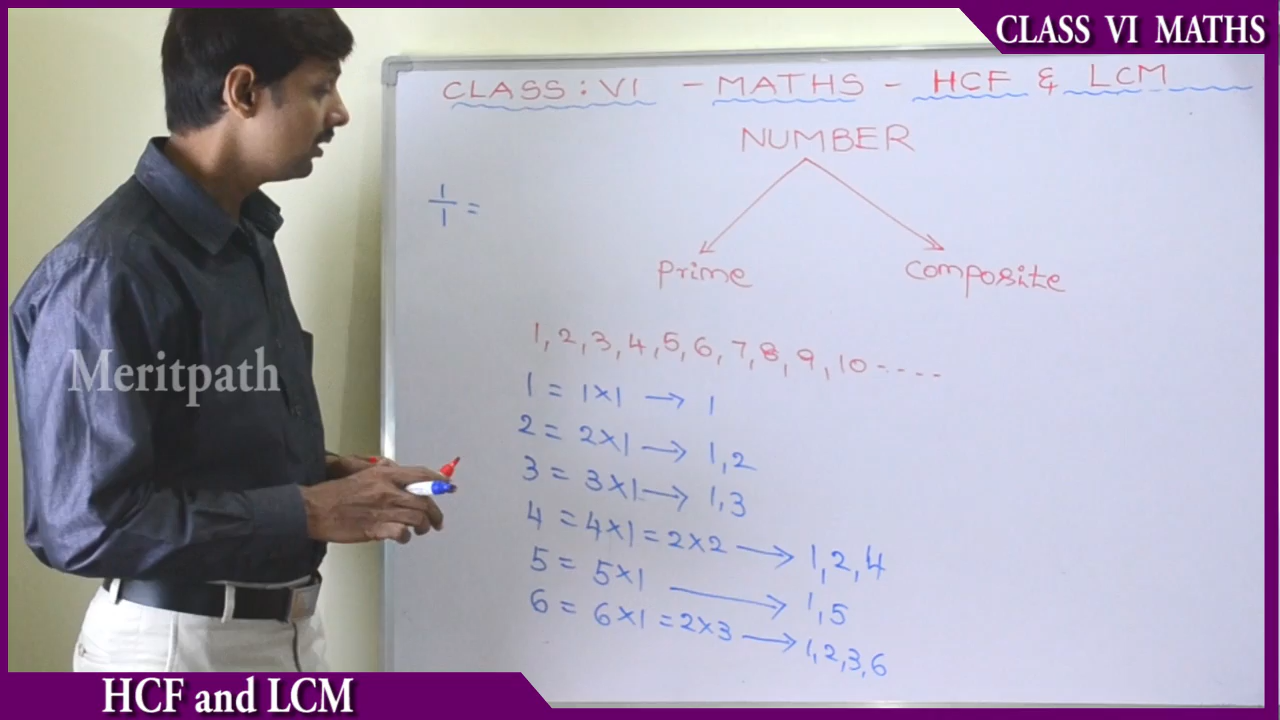 CLASS VI MATHS
CLASS : VI - MATHS - HCF & LCM
NUMBER
1/1 =
Prime Composite
1, 2, 3, 4, 5, 6, 7, 8, 9, 10 - - - -
1 = 1×1 → 1
2 = 2×1 → 1,2
3 = 3×1 → 1,3
4 = 4×1 = 2×2 → 1,2,4
5 = 5×1 → 1,5
6 = 6×1 = 2×3 → 1,2,3,6
Meritpath
HCF and LCM